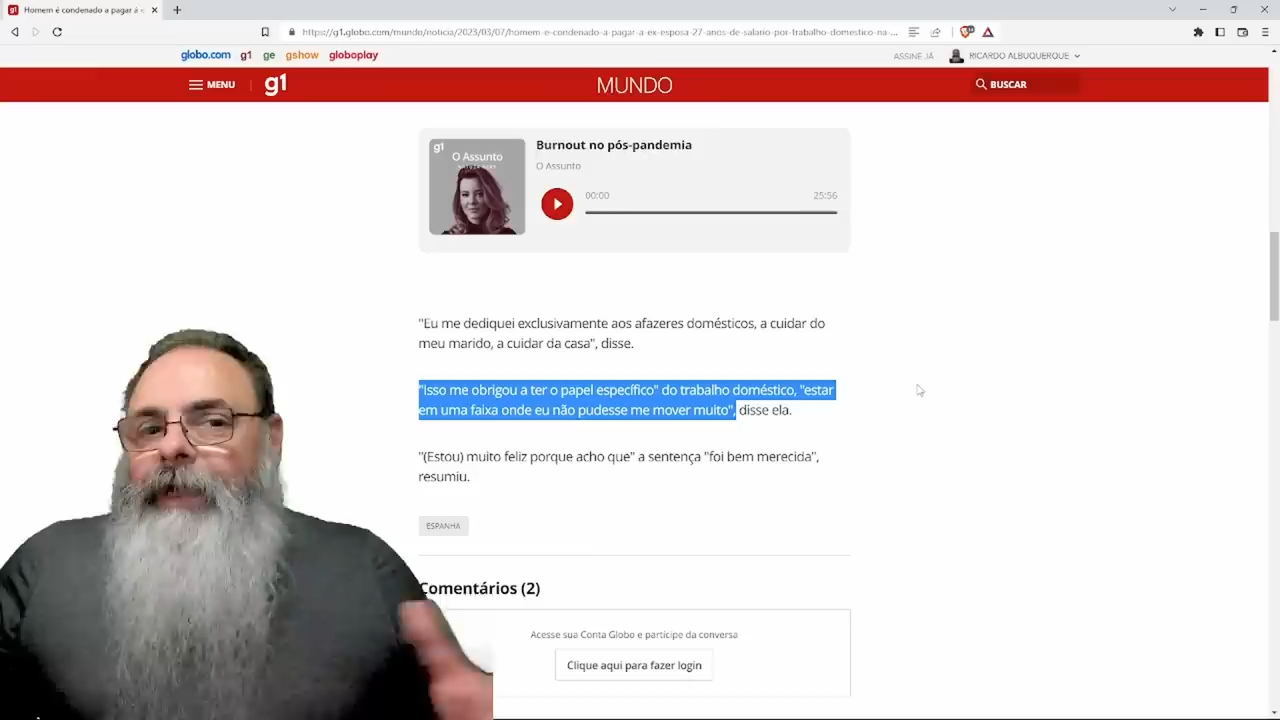 Homem é condenado a pagar à e
https://g1.globo.com/mundo/noticia/2023/03/07/homem-e-condenado-a-pagar-a-ex-esposa-27-anos-de-salario-por-trabalho-domestico-na-...
globo.com g1 ge gshow globoplay
ASSINE JÁ RICARDO ALBUQUERQUE
MENU g1 MUNDO BUSCAR
g1
O Assunto
Burnout no pós-pandemia
O Assunto
00:00 25:56
"Eu me dediquei exclusivamente aos afazeres domésticos, a cuidar do
meu marido, a cuidar da casa", disse.
"Isso me obrigou a ter o papel específico" do trabalho doméstico, "estar
em uma faixa onde eu não pudesse me mover muito", disse ela.
"(Estou) muito feliz porque acho que" a sentença "foi bem merecida",
resumiu.
ESPANHA
Comentários (2)
Acesse sua Conta Globo e participe da conversa
Clique aqui para fazer login